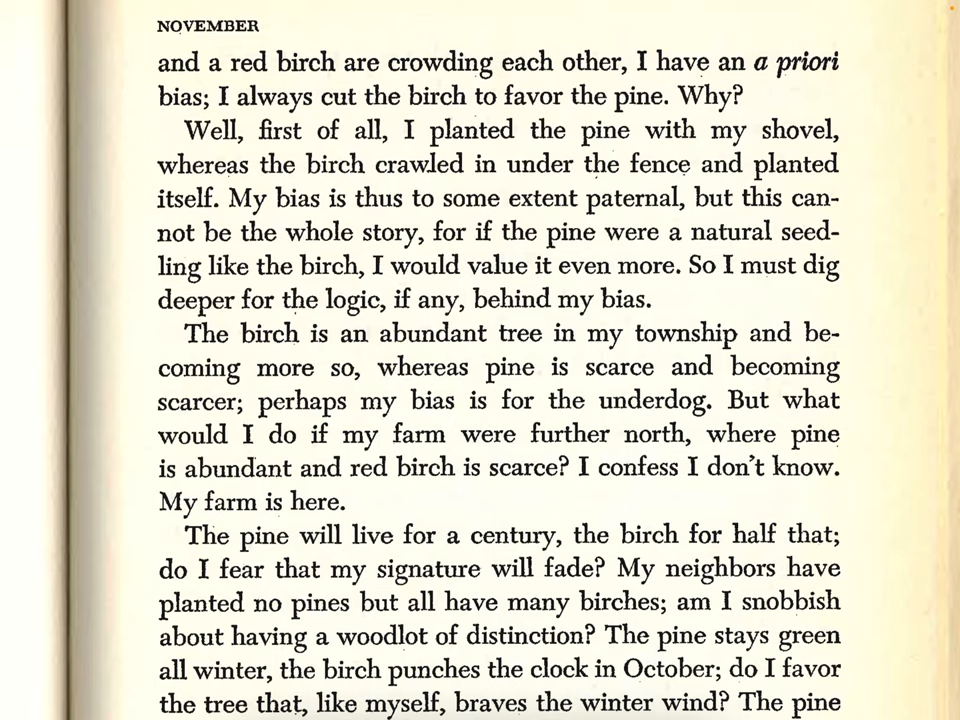 NOVEMBER
and a red birch are crowding each other, I have an a priori
bias; I always cut the birch to favor the pine. Why?
Well, first of all, I planted the pine with my shovel,
whereas the birch crawled in under the fence and planted
itself. My bias is thus to some extent paternal, but this can-
not be the whole story, for if the pine were a natural seed-
ling like the birch, I would value it even more. So I must dig
deeper for the logic, if any, behind my bias.
The birch is an abundant tree in my township and be-
coming more so, whereas pine is scarce and becoming
scarcer; perhaps my bias is for the underdog. But what
would I do if my farm were further north, where pine
is abundant and red birch is scarce? I confess I don't know.
My farm is here.
The pine will live for a century, the birch for half that;
do I fear that my signature will fade? My neighbors have
planted no pines but all have many birches; am I snobbish
about having a woodlot of distinction? The pine stays green
all winter, the birch punches the clock in October; do I favor
the tree that, like myself, braves the winter wind? The pine